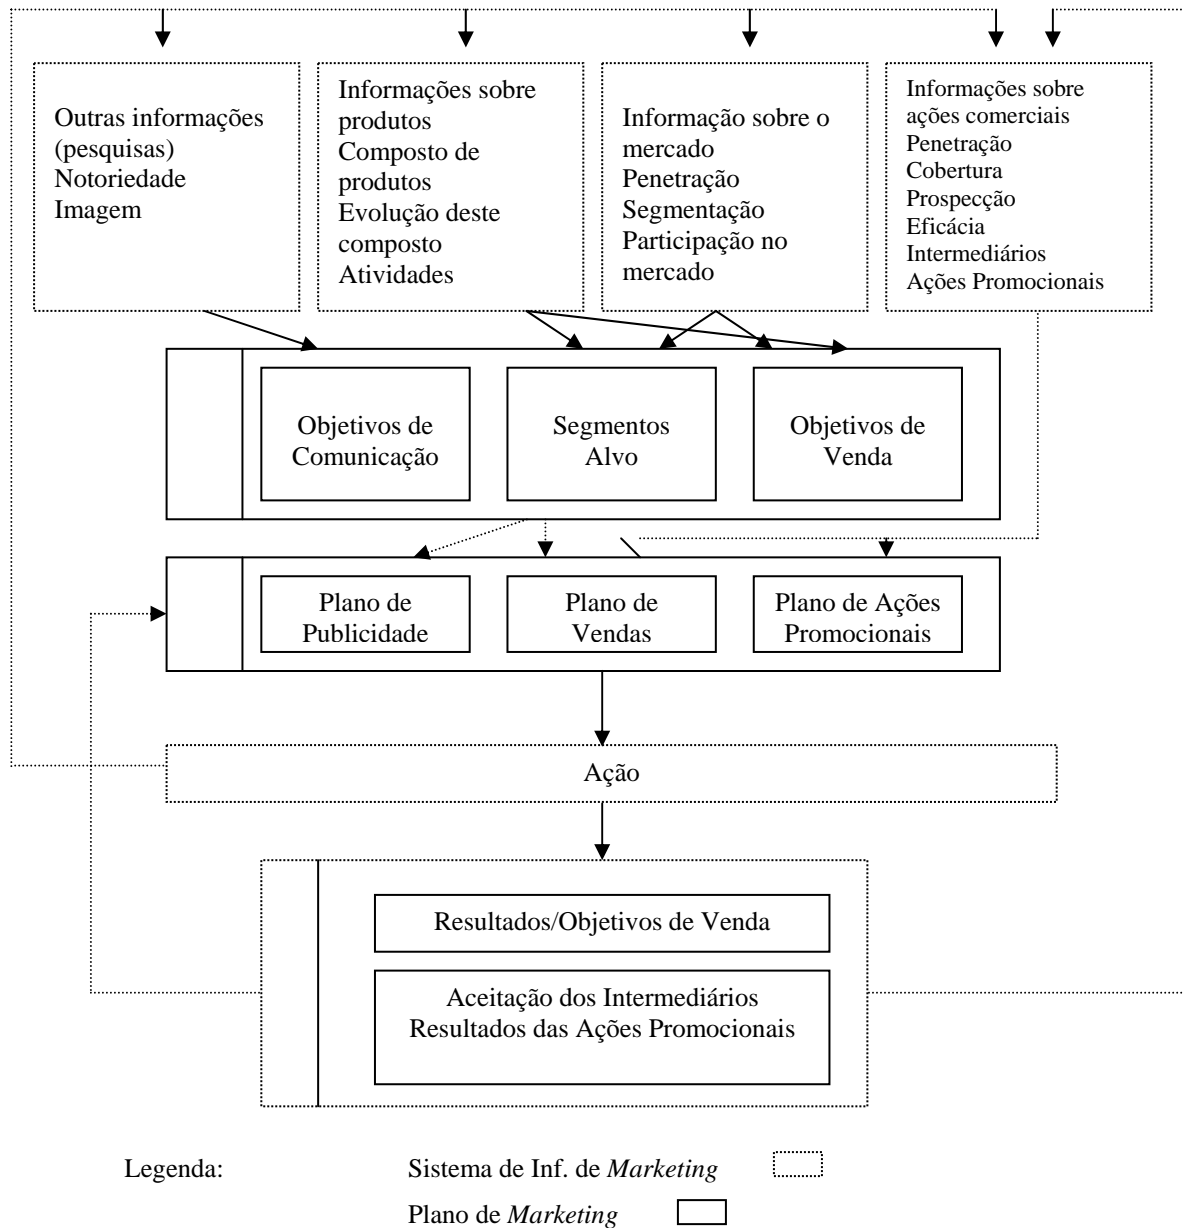 Outras informações
(pesquisas)
Notoriedade
Imagem
Informações sobre
produtos
Composto de
produtos
Evolução deste
composto
Atividades
Informação sobre o
mercado
Penetração
Segmentação
Participação no
mercado
Informações sobre
ações comerciais
Penetração
Cobertura
Prospecção
Eficácia
Intermediários
Ações Promocionais
Objetivos de
Comunicação
Segmentos
Alvo
Objetivos de
Venda
Plano de
Publicidade
Plano de
Vendas
Plano de Ações
Promocionais
Ação
Resultados/Objetivos de Venda
Aceitação dos Intermediários
Resultados das Ações Promocionais
Legenda:
Sistema de Inf. de Marketing
Plano de Marketing